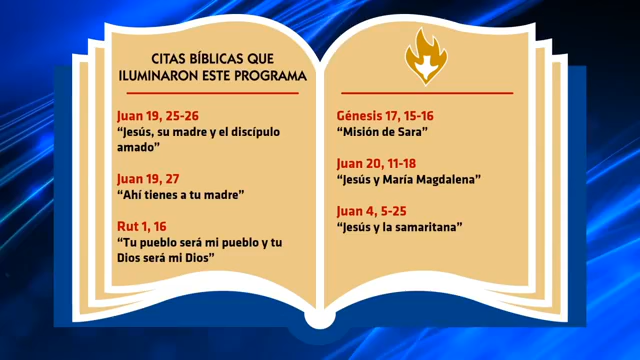 CITAS BÍBLICAS QUE
ILUMINARON ESTE PROGRAMA
Juan 19, 25-26
“Jesús, su madre y el discípulo
amado”
Juan 19, 27
“Ahí tienes a tu madre”
Rut 1, 16
“Tu pueblo será mi pueblo y tu
Dios será mi Dios”
Génesis 17, 15-16
“Misión de Sara”
Juan 20, 11-18
“Jesús y María Magdalena”
Juan 4, 5-25
“Jesús y la samaritana”